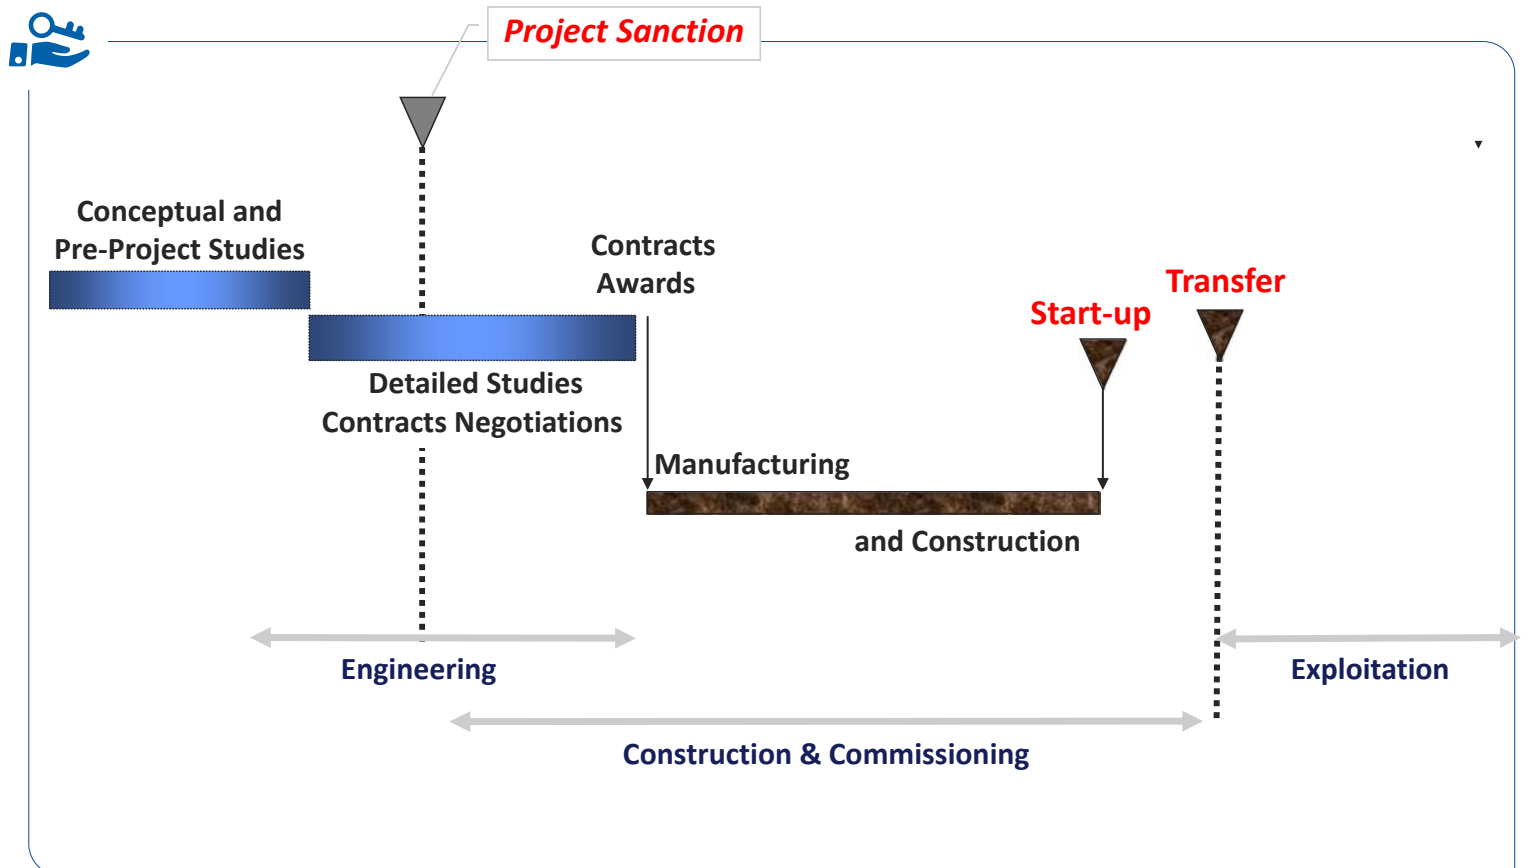 Project Sanction
Conceptual and
Pre-Project Studies
Contracts
Awards
Transfer
Start-up
Detailed Studies
Contracts Negotiations
Manufacturing
and Construction
Engineering
Exploitation
Construction & Commissioning